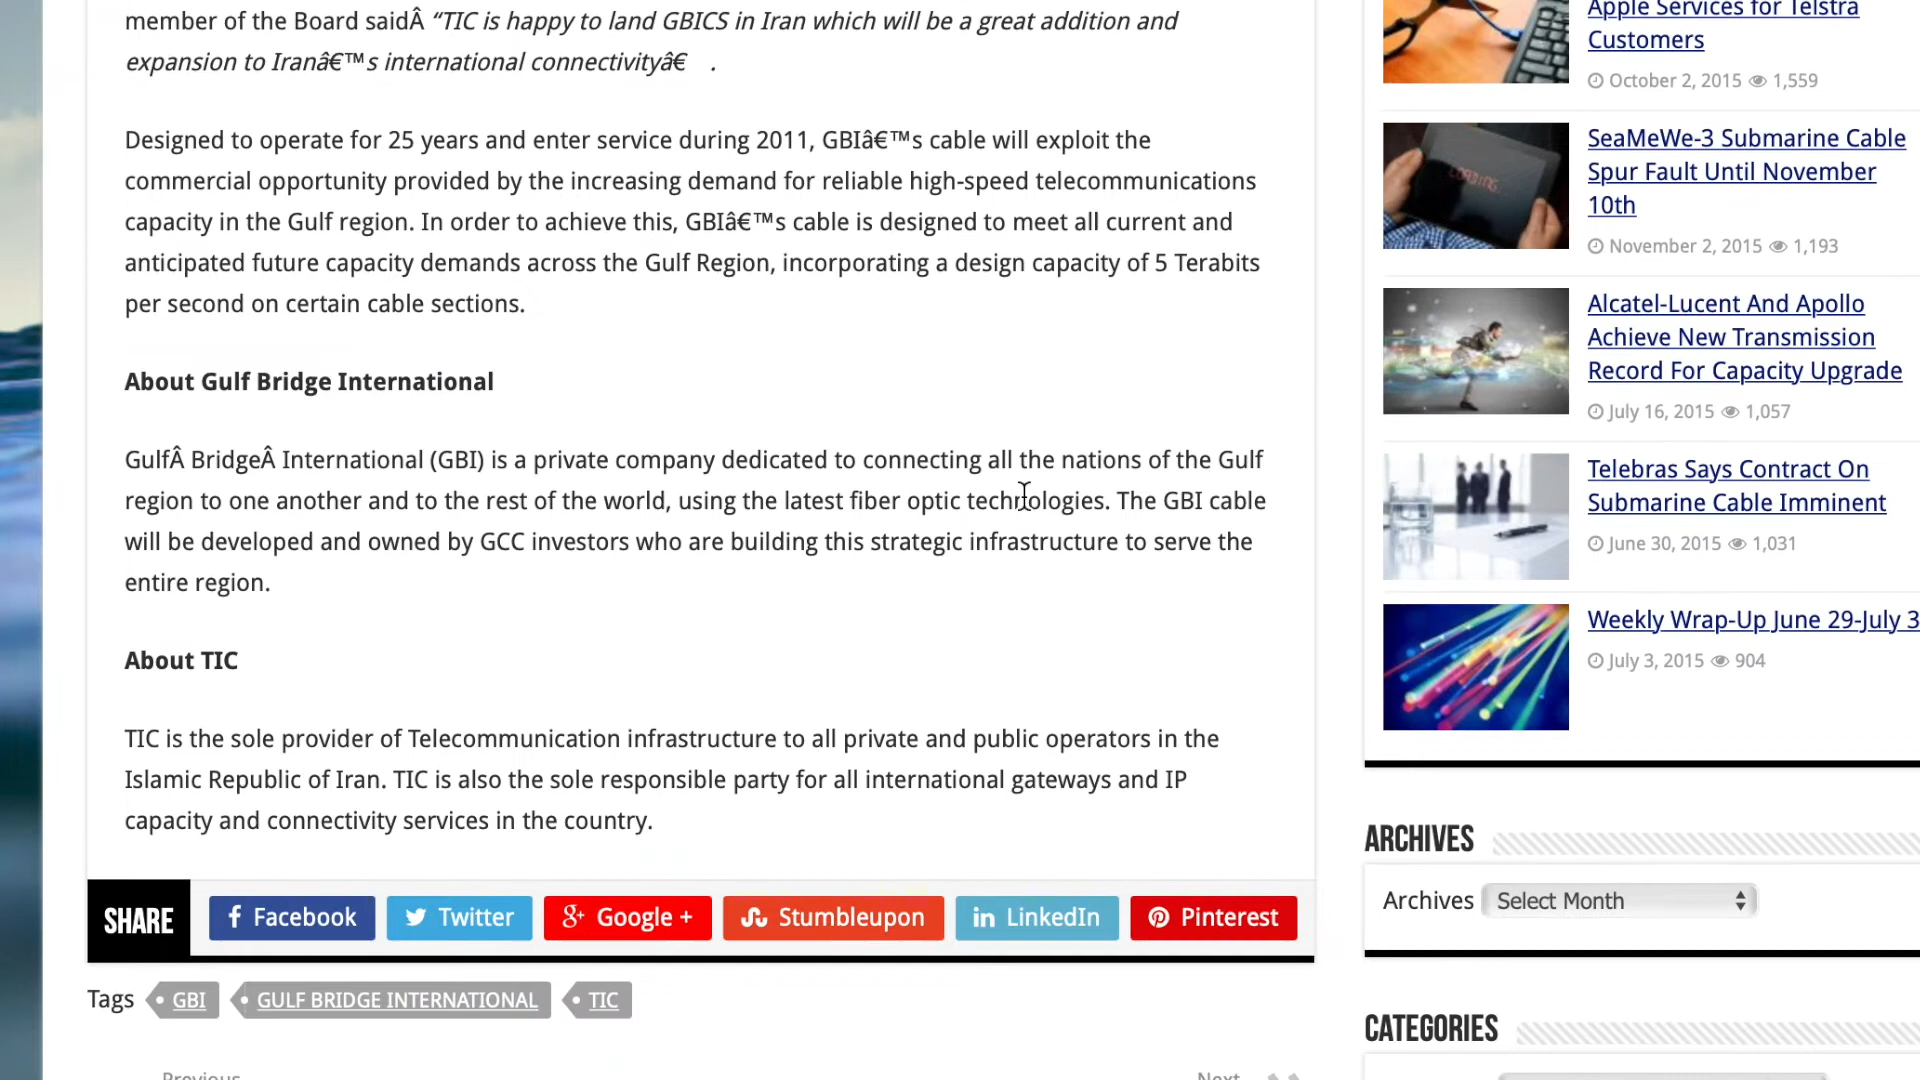 member of the Board saidÂ “TIC is happy to land GBICS in Iran which will be a great addition and
expansion to Iranâ€™s international connectivityâ€ .
Designed to operate for 25 years and enter service during 2011, GBIâ€™s cable will exploit the
commercial opportunity provided by the increasing demand for reliable high-speed telecommunications
capacity in the Gulf region. In order to achieve this, GBIâ€™s cable is designed to meet all current and
anticipated future capacity demands across the Gulf Region, incorporating a design capacity of 5 Terabits
per second on certain cable sections.
About Gulf Bridge International
GulfÂ BridgeÂ International (GBI) is a private company dedicated to connecting all the nations of the Gulf
region to one another and to the rest of the world, using the latest fiber optic technologies. The GBI cable
will be developed and owned by GCC investors who are building this strategic infrastructure to serve the
entire region.
About TIC
TIC is the sole provider of Telecommunication infrastructure to all private and public operators in the
Islamic Republic of Iran. TIC is also the sole responsible party for all international gateways and IP
capacity and connectivity services in the country.
SHARE
Facebook
Twitter
Google +
Stumbleupon
LinkedIn
Pinterest
Tags
GBI
GULF BRIDGE INTERNATIONAL
TIC
Previous
Next
Apple Services for Telstra
Customers
October 2, 2015 1,559
LOADING
SeaMeWe-3 Submarine Cable
Spur Fault Until November
10th
November 2, 2015 1,193
Alcatel-Lucent And Apollo
Achieve New Transmission
Record For Capacity Upgrade
July 16, 2015 1,057
Telebras Says Contract On
Submarine Cable Imminent
June 30, 2015 1,031
Weekly Wrap-Up June 29-July 3
July 3, 2015 904
ARCHIVES
Archives Select Month
CATEGORIES